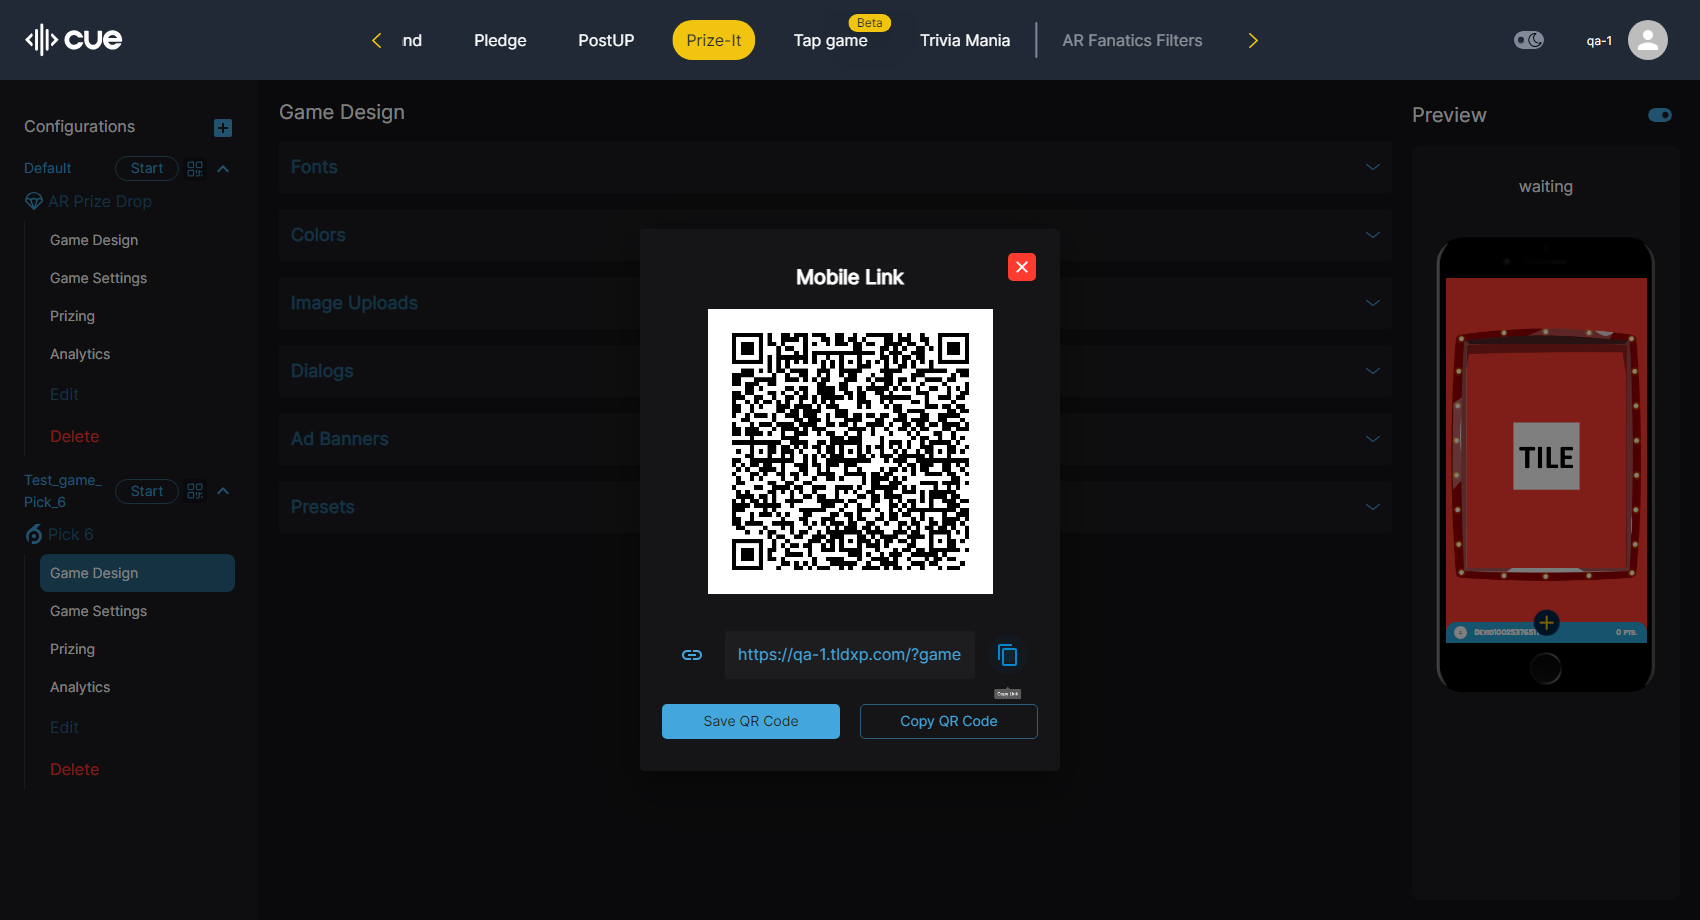 cue
nd
Pledge
PostUP
Prize-It
Beta
Tap game
Trivia Mania
AR Fanatics Filters
qa-1
Configurations
Default
Start
AR Prize Drop
Game Design
Game Settings
Prizing
Analytics
Edit
Delete
Test_game_
Pick_6
Start
Pick 6
Game Design
Game Settings
Prizing
Analytics
Edit
Delete
Game Design
Fonts
Colors
Image Uploads
Dialogs
Ad Banners
Presets
Mobile Link
https://qa-1.tldxp.com/?game
Copy Link
Save QR Code
Copy QR Code
Preview
waiting
TILE
0 PTS.